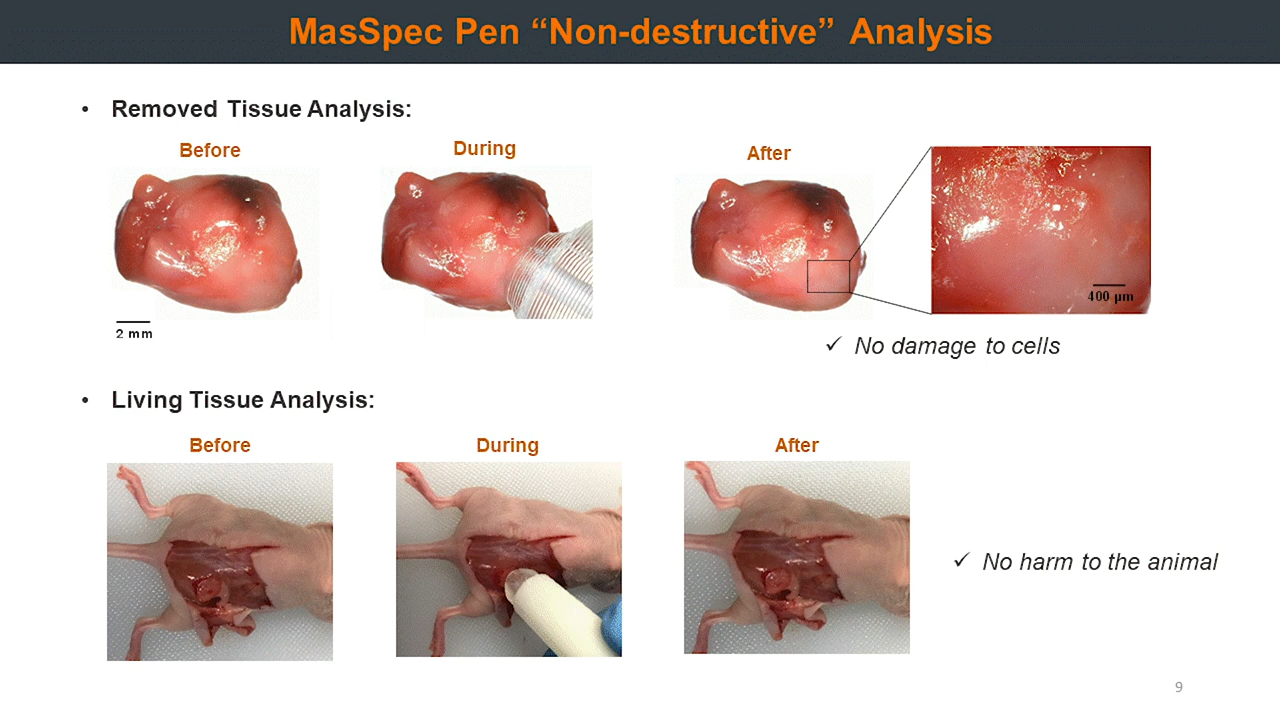 MasSpec Pen “Non-destructive” Analysis
• Removed Tissue Analysis:
Before
During
After
2 mm
400 µm
✓ No damage to cells
• Living Tissue Analysis:
Before
During
After
✓ No harm to the animal
9